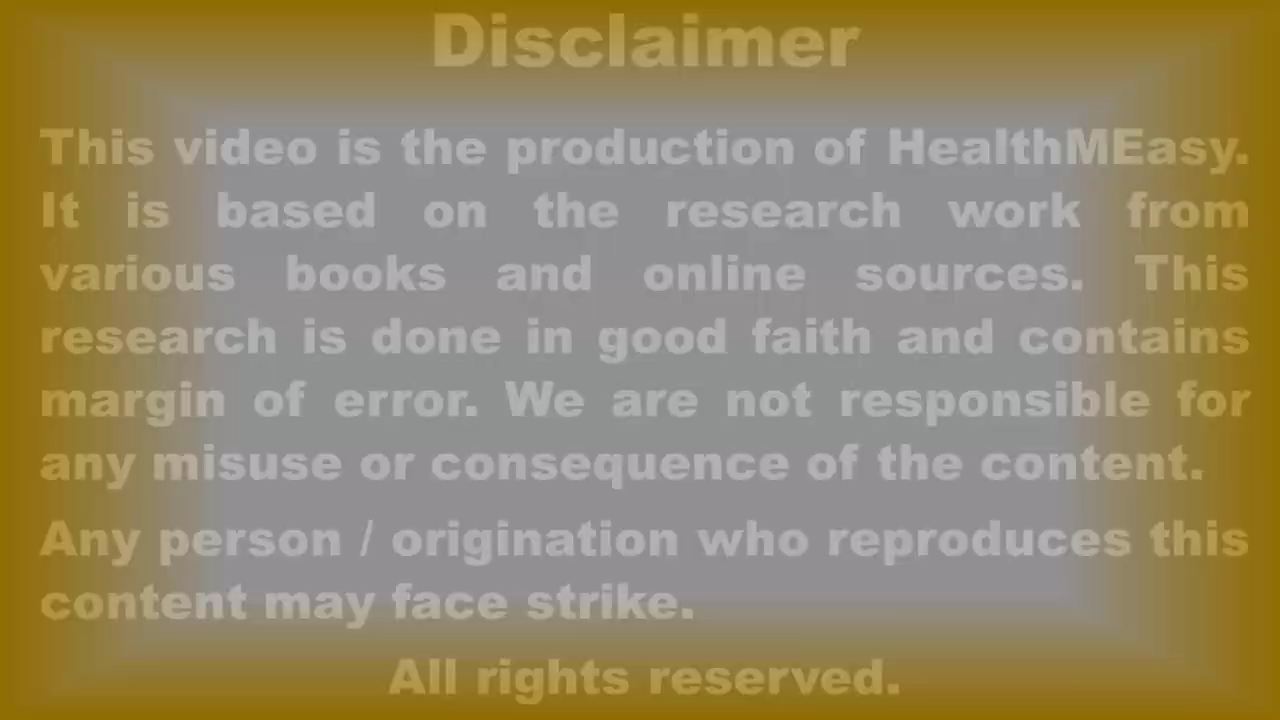 Disclaimer
This video is the production of HealthMEasy.
It is based on the research work from
various books and online sources. This
research is done in good faith and contains
margin of error. We are not responsible for
any misuse or consequence of the content.
Any person / origination who reproduces this
content may face strike.
All rights reserved.